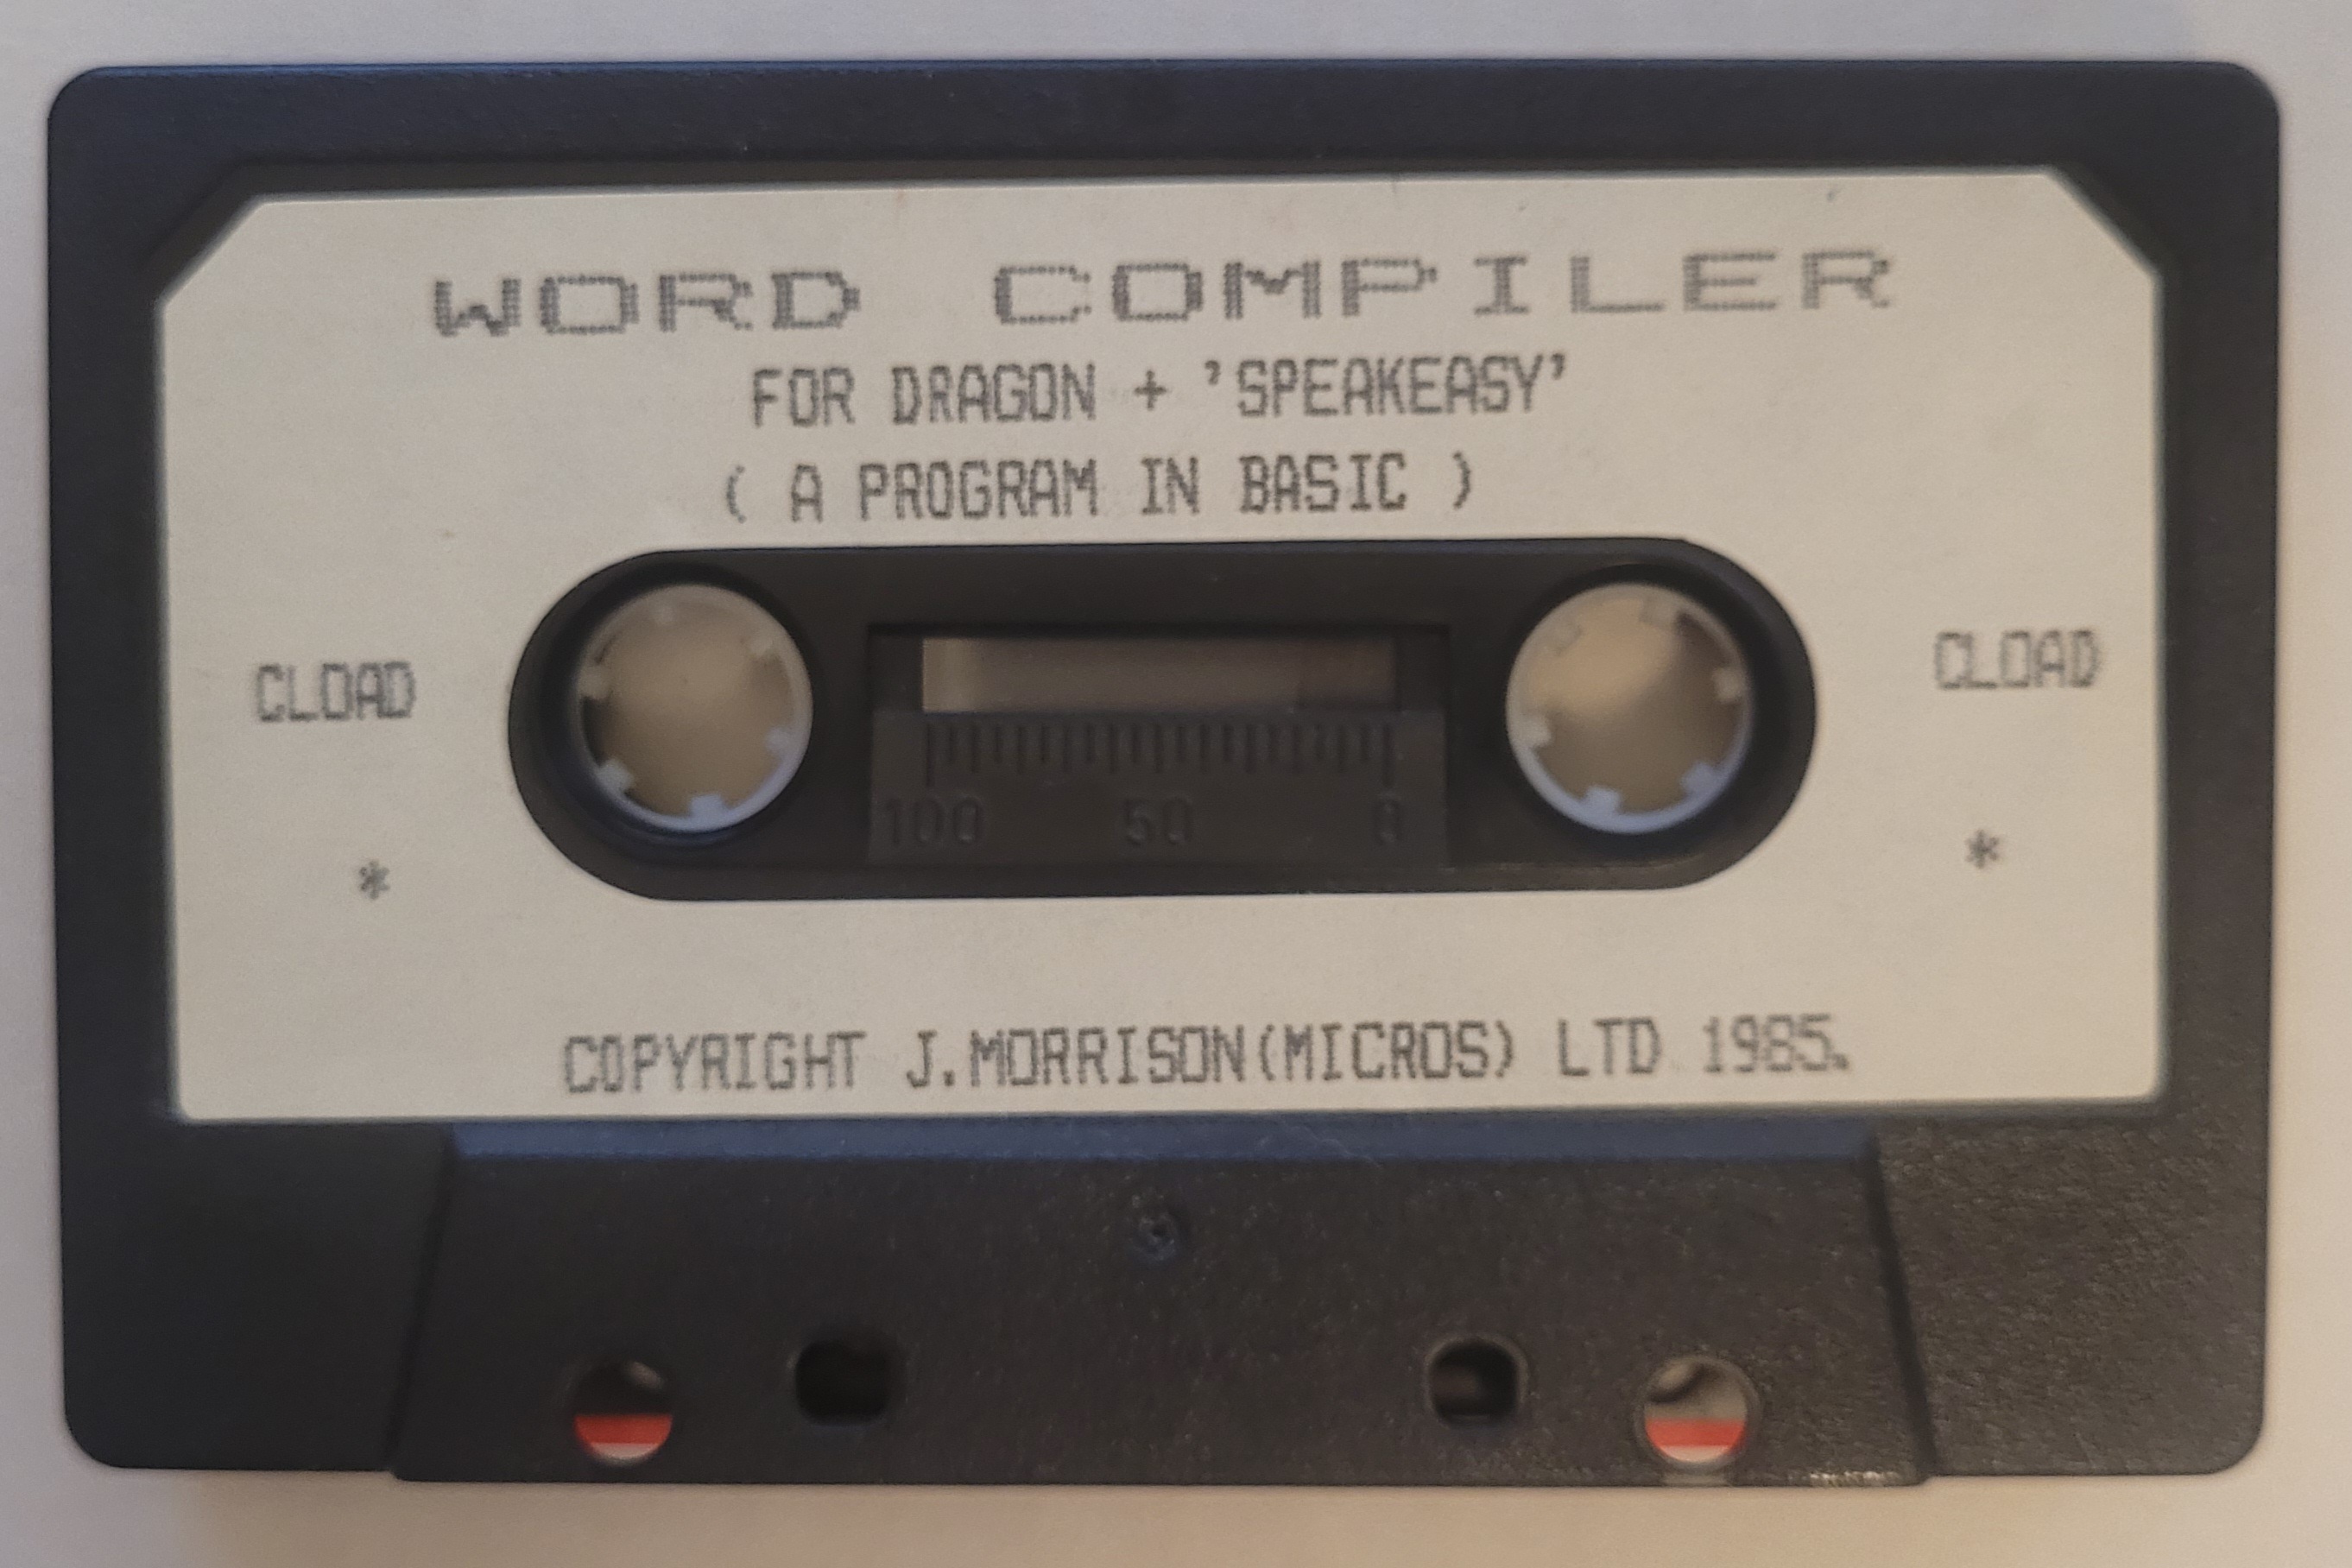 WORD COMPILER
FOR DRAGON + 'SPEAKEASY'
( A PROGRAM IN BASIC )
CLOAD CLOAD
100 50 0
* *
COPYRIGHT J.MORRISON(MICROS) LTD 1985.